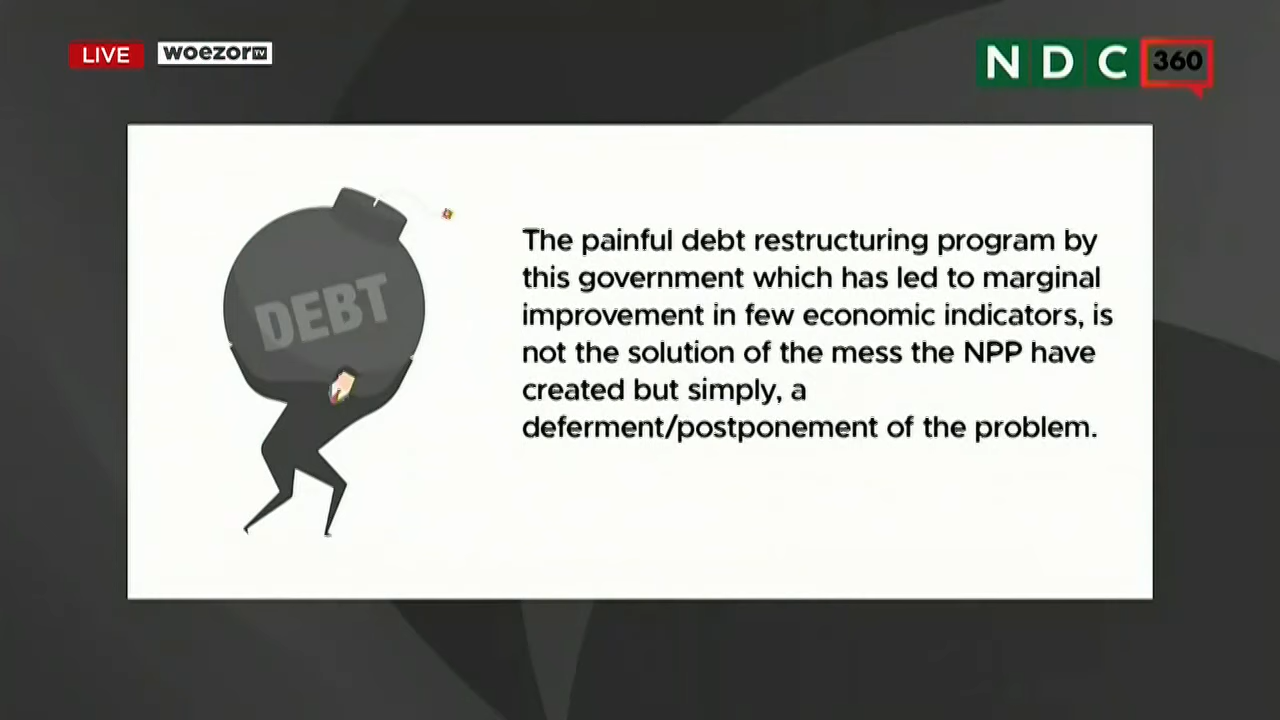 LIVE woezor TV
NDC 360
DEBT
The painful debt restructuring program by
this government which has led to marginal
improvement in few economic indicators, is
not the solution of the mess the NPP have
created but simply, a
deferment/postponement of the problem.